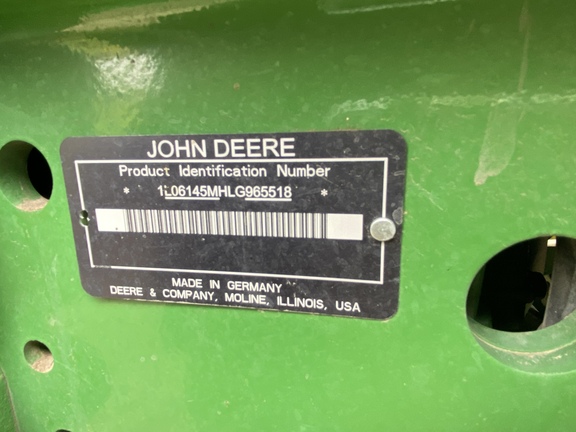 JOHN DEERE
Product Identification Number
* 1L06145MHLG965518 *
MADE IN GERMANY
DEERE & COMPANY, MOLINE, ILLINOIS, USA